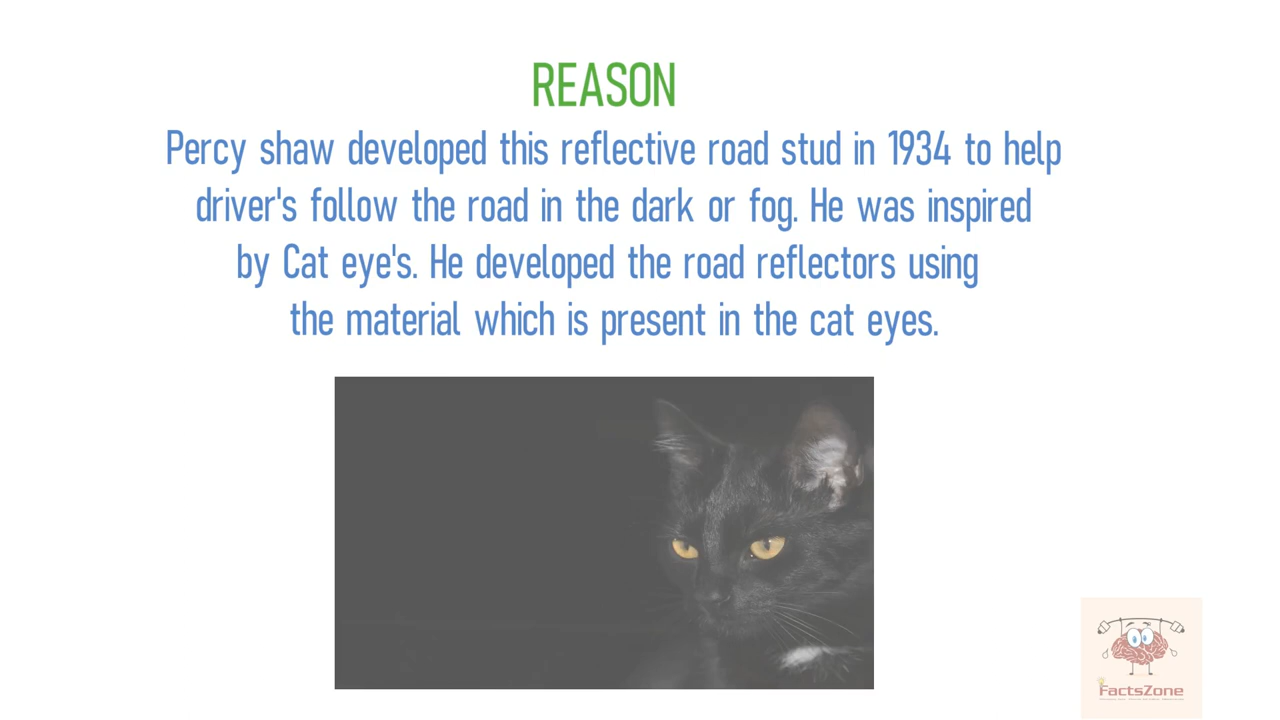 REASON
Percy shaw developed this reflective road stud in 1934 to help
driver's follow the road in the dark or fog. He was inspired
by Cat eye's. He developed the road reflectors using
the material which is present in the cat eyes.
FactsZone